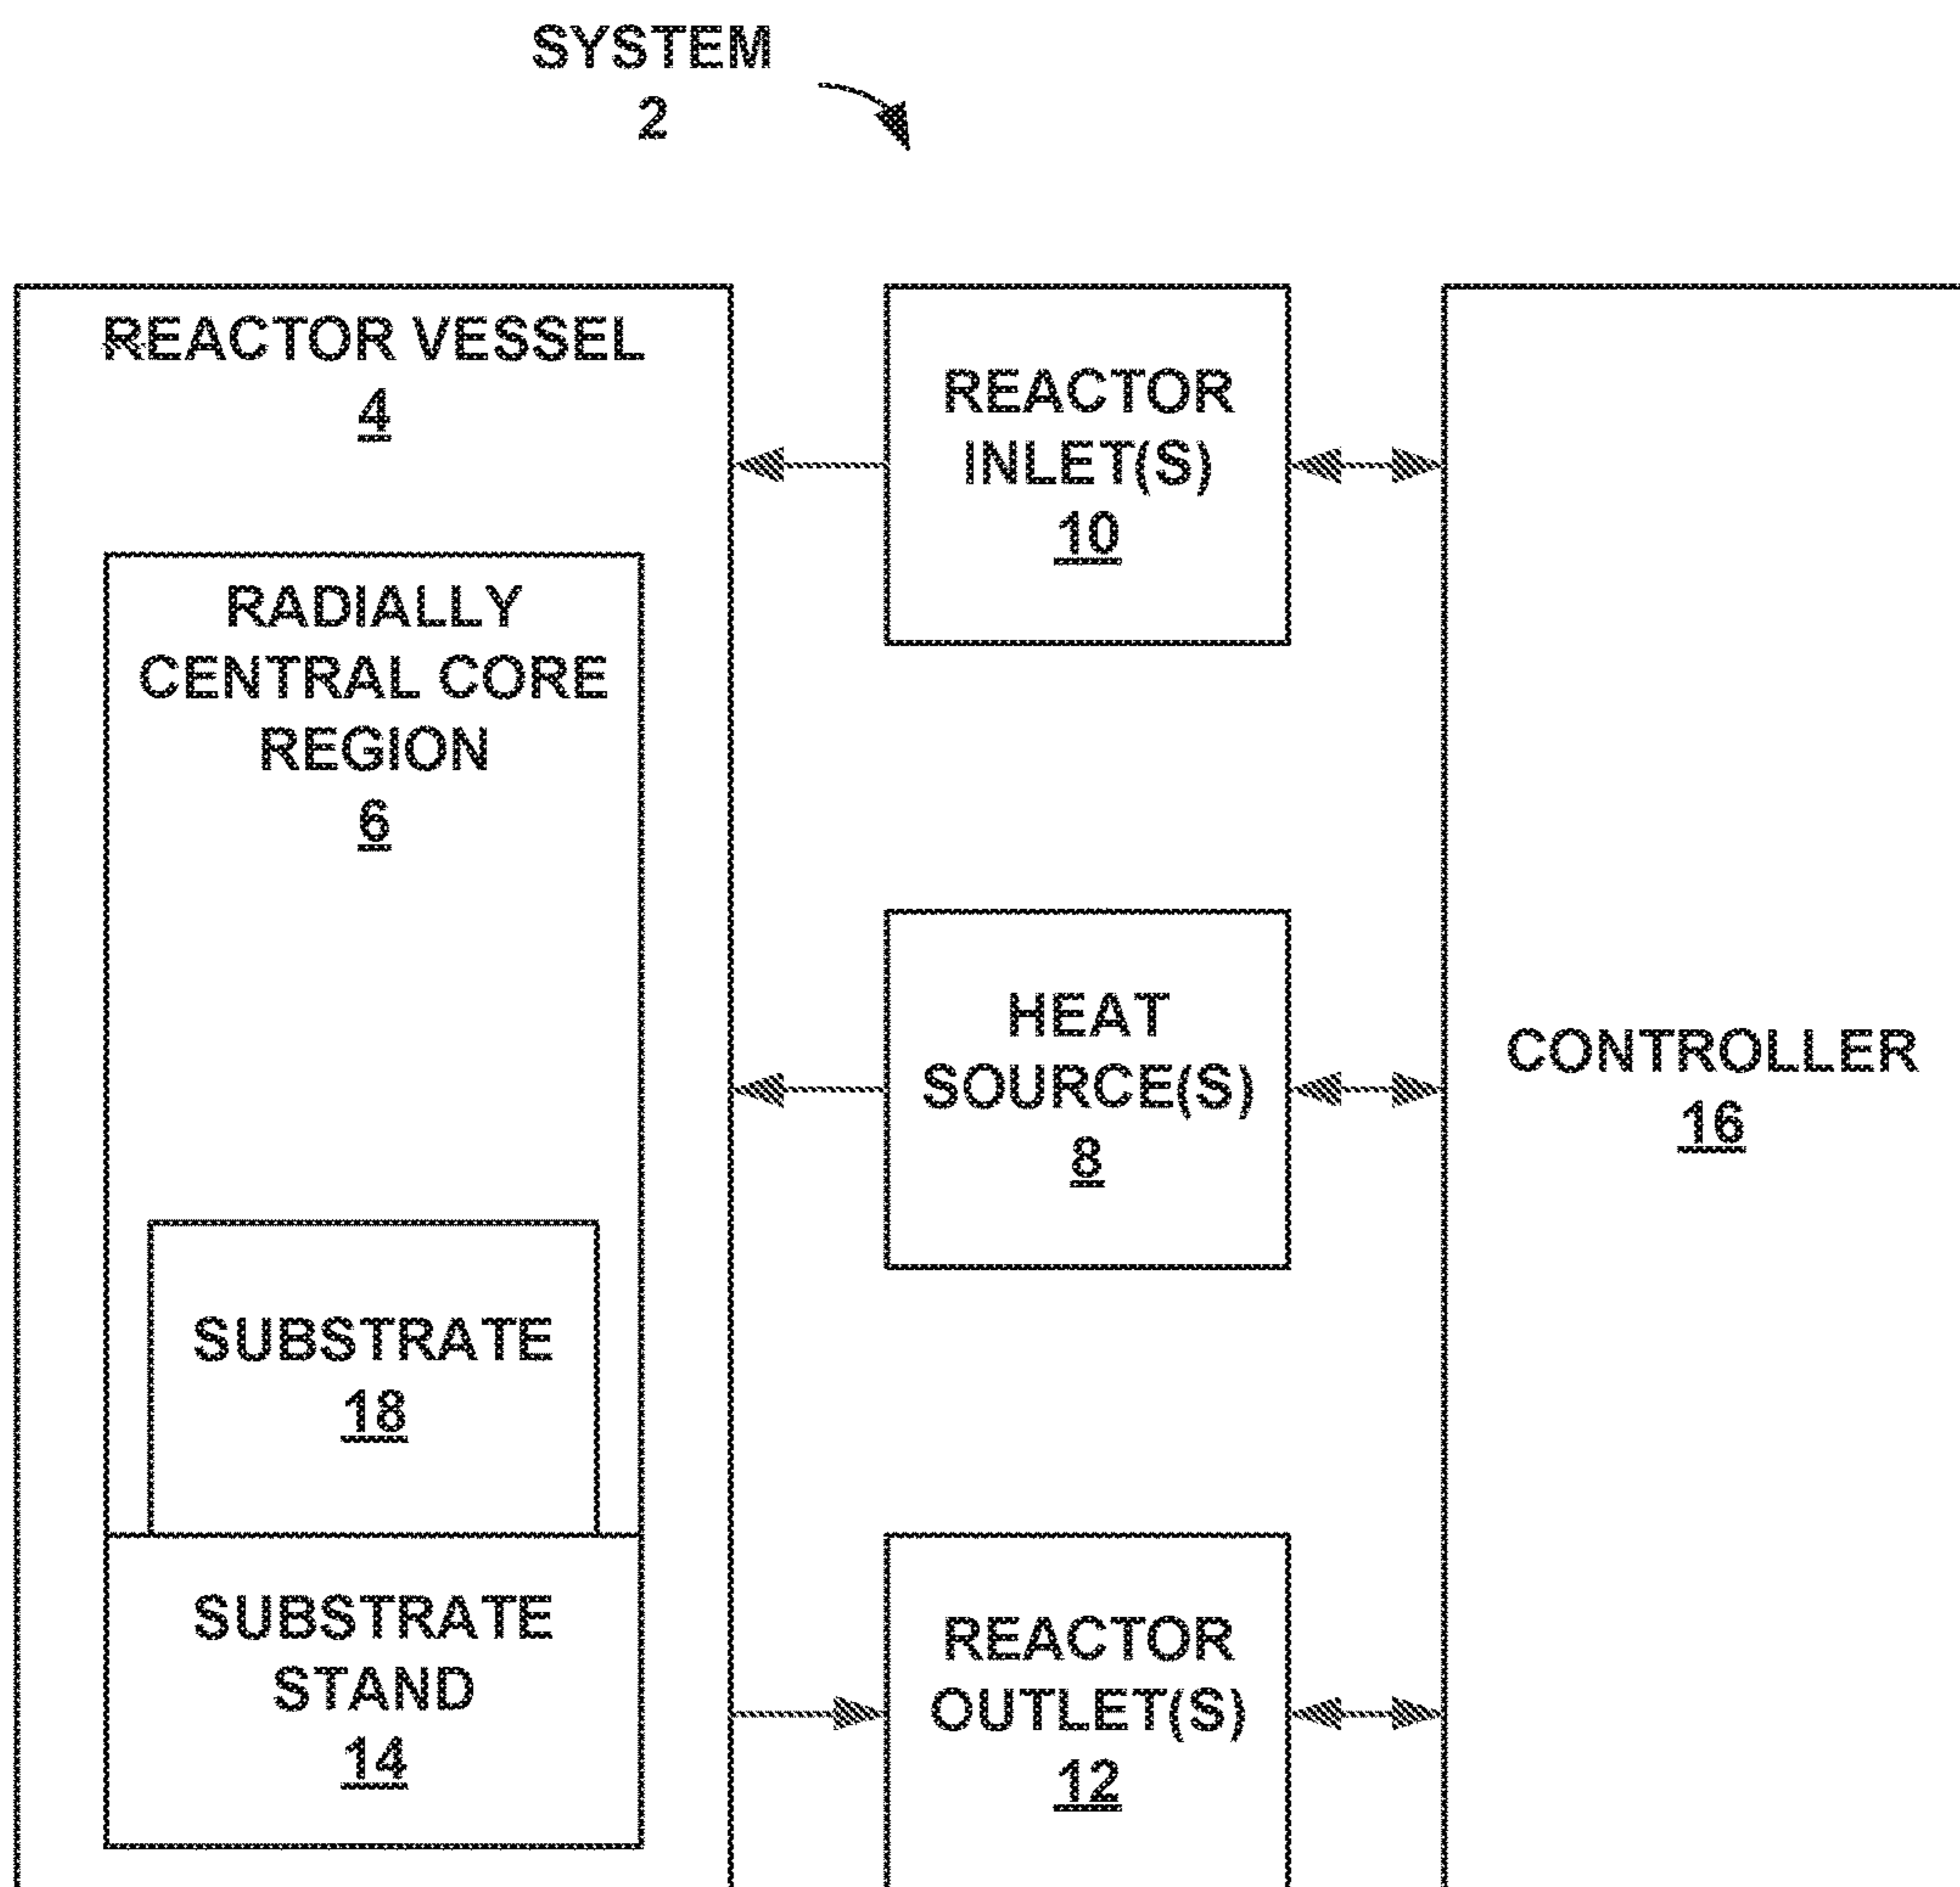 SYSTEM
2
REACTOR VESSEL
4
RADIALLY
CENTRAL CORE
REGION
6
SUBSTRATE
18
SUBSTRATE
STAND
14
REACTOR
INLET(S)
10
HEAT
SOURCE(S)
8
REACTOR
OUTLET(S)
12
CONTROLLER
16